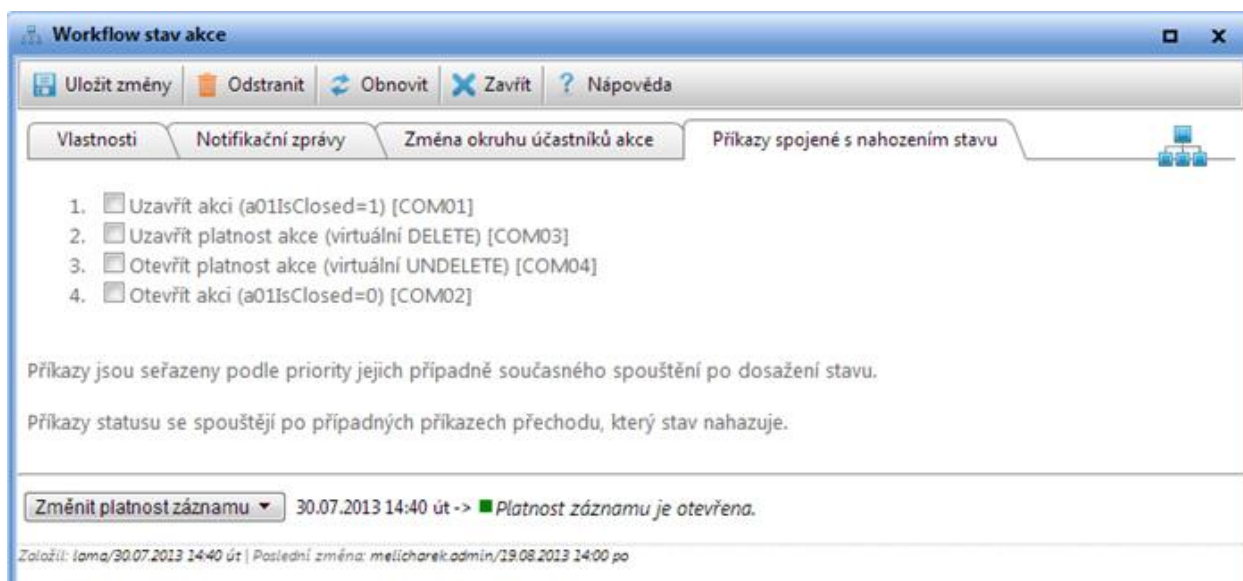 Workflow stav akce
Uložit změny Odstranit Obnovit Zavřít ? Nápověda
Vlastnosti Notifikační zprávy Změna okruhu účastníků akce Příkazy spojené s nahozením stavu
1. Uzavřít akci (a01IsClosed=1) [COM01]
2. Uzavřít platnost akce (virtuální DELETE) [COM03]
3. Otevřít platnost akce (virtuální UNDELETE) [COM04]
4. Otevřít akci (a01IsClosed=0) [COM02]
Příkazy jsou seřazeny podle priority jejich případně současného spouštění po dosažení stavu.
Příkazy statusu se spouštějí po případných příkazech přechodu, který stav nahazuje.
Změnit platnost záznamu 30.07.2013 14:40 út -> Platnost záznamu je otevřena.
Založil: lama/30.07.2013 14:40 út | Poslední změna: melicharek.admin/19.08.2013 14:00 po